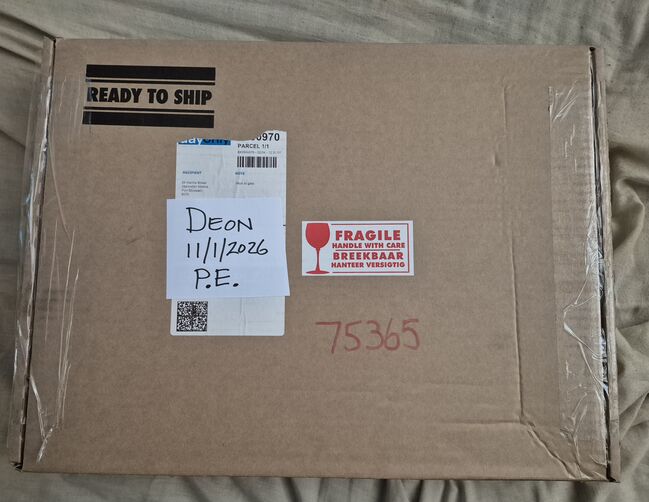 READY TO SHIP
dayOnly
0970
PARCEL 1/1
RECIPIENT
NOTE
DEON
11/1/2026
P.E.
FRAGILE
HANDLE WITH CARE
BREEKBAAR
HANTEER VERSIGTIG
75365